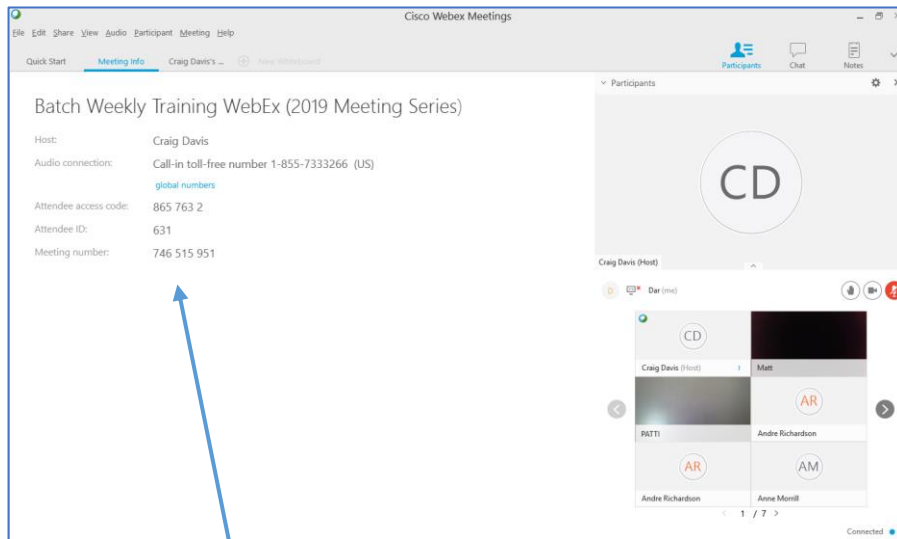 Cisco Webex Meetings
File Edit Share View Audio Participant Meeting Help
Quick Start Meeting Info Craig Davis's ... New Whiteboard
Participants Chat Notes
Participants
Batch Weekly Training WebEx (2019 Meeting Series)
Host: Craig Davis
Audio connection: Call-in toll-free number 1-855-7333266 (US)
global numbers
Attendee access code: 865 763 2
Attendee ID: 631
Meeting number: 746 515 951
CD
Craig Davis (Host)
D Dar (me)
CD
Craig Davis (Host) Matt
AR
PATTI Andre Richardson
AR AM
Andre Richardson Anne Morrill
1 / 7
Connected